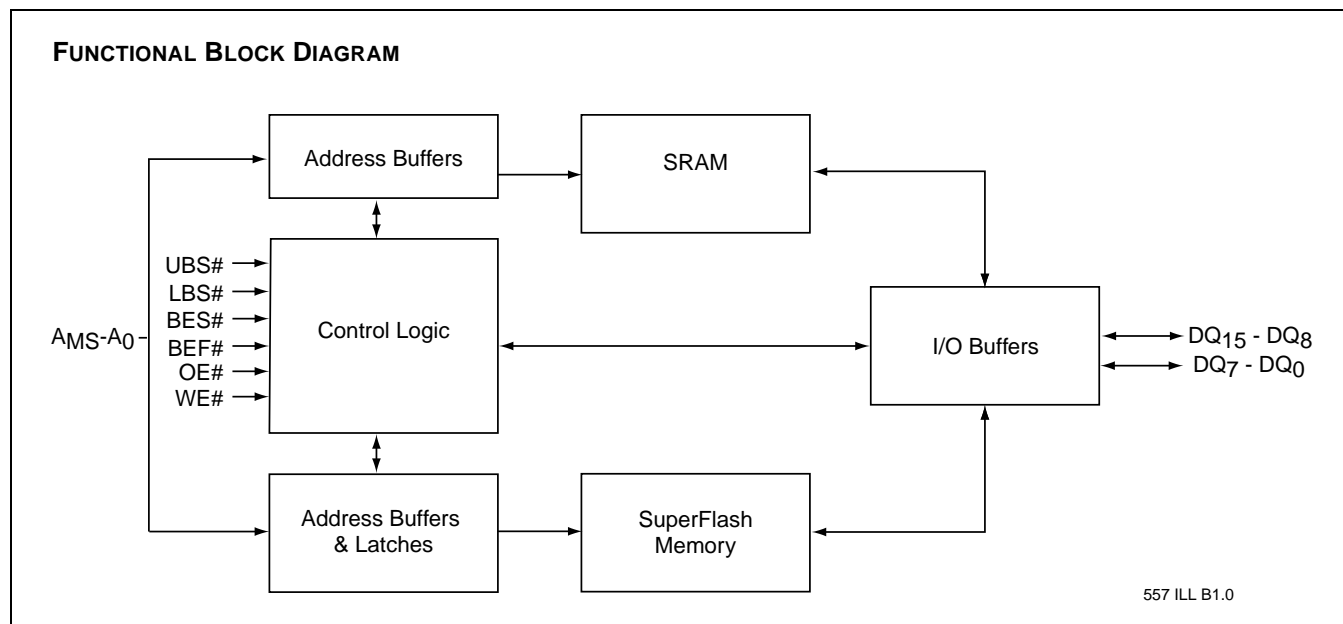 FUNCTIONAL BLOCK DIAGRAM
Address Buffers
SRAM
UBS#
LBS#
BES#
BEF#
OE#
WE#
AMS-A0
Control Logic
I/O Buffers
DQ15 - DQ8
DQ7 - DQ0
Address Buffers
& Latches
SuperFlash
Memory
557 ILL B1.0